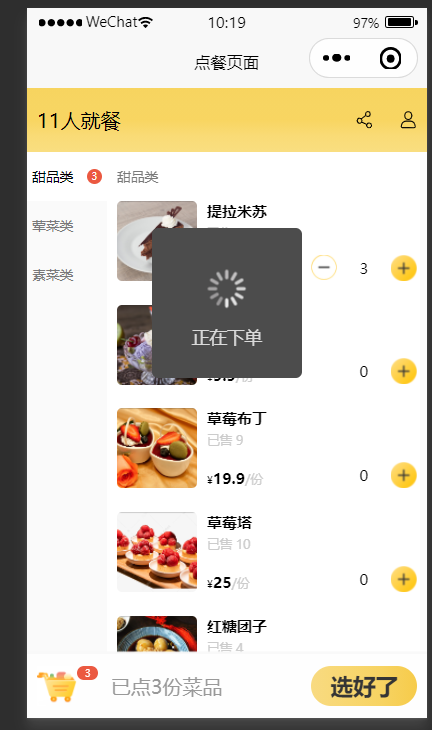 WeChat 10:19 97%
点餐页面
11人就餐
甜品类 3 甜品类
荤菜类
素菜类
提拉米苏
3
正在下单
0
草莓布丁
已售 9
¥19.9/份
0
草莓塔
已售 10
¥25/份
0
红糖团子
已售 4
3
已点3份菜品
选好了